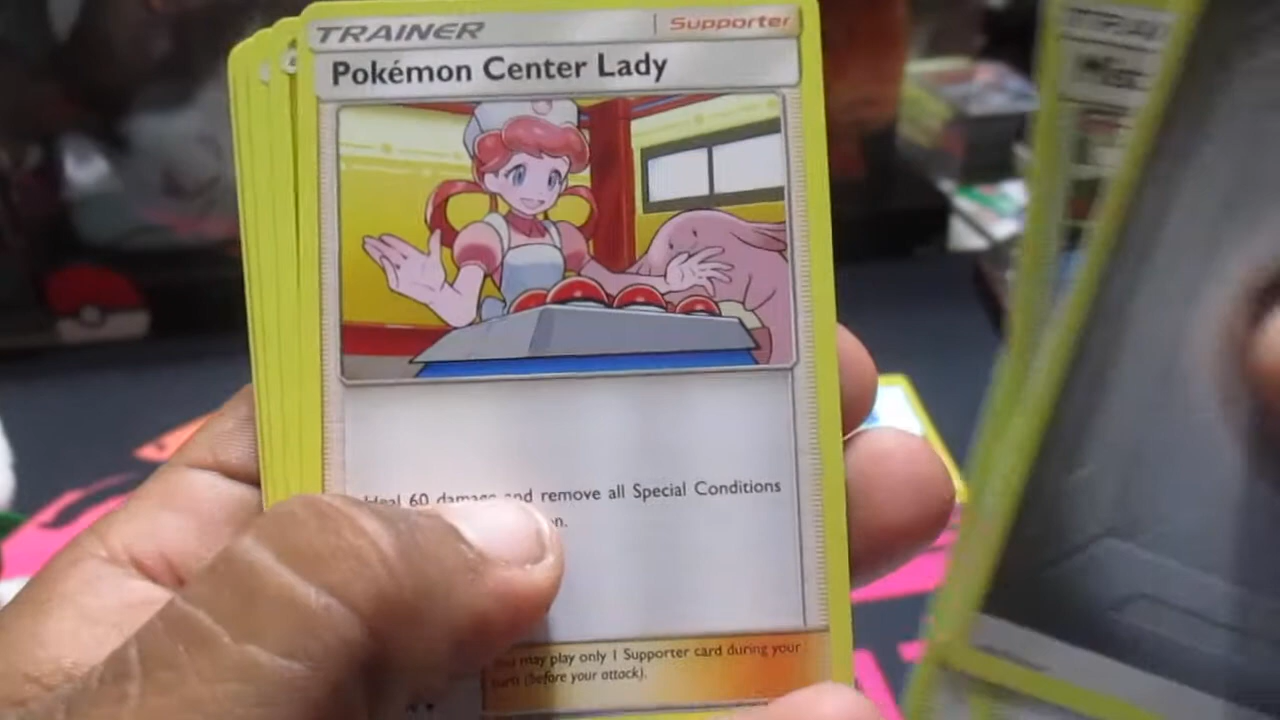 TRAINER Supporter
Pokémon Center Lady
Heal 60 damage and remove all Special Conditions
may play only 1 Supporter card during your
turn (before your attack).
Mist